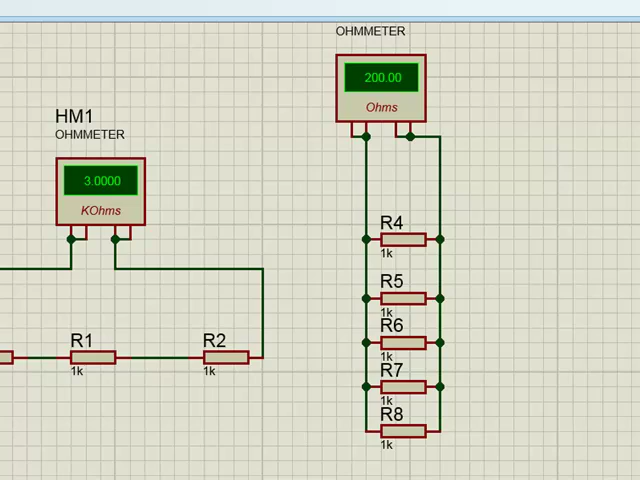 OHMMETER
200.00
Ohms
HM1
OHMMETER
3.0000
KOhms
R1
1k
R2
1k
R4
1k
R5
1k
R6
1k
R7
1k
R8
1k